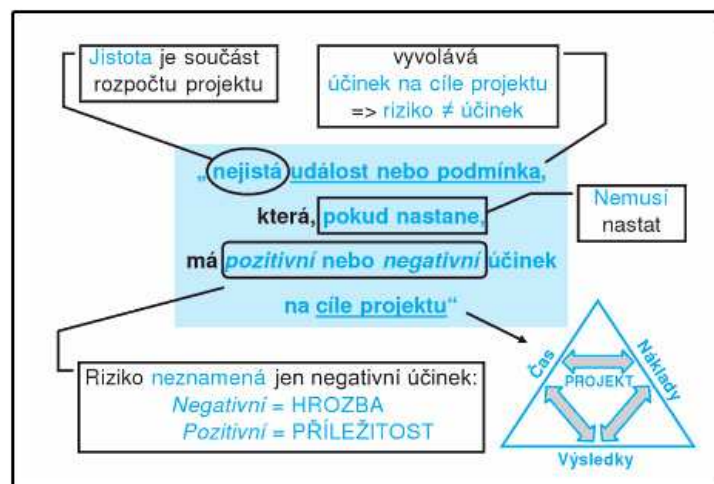 Jistota je součást
rozpočtu projektu
vyvolává
účinek na cíle projektu
=> riziko ≠ účinek
„nejistá událost nebo podmínka,
která, pokud nastane,
má pozitivní nebo negativní účinek
na cíle projektu“
Nemusí
nastat
Riziko neznamená jen negativní účinek:
Negativní = HROZBA
Pozitivní = PŘÍLEŽITOST
Čas
Náklady
PROJEKT
Výsledky